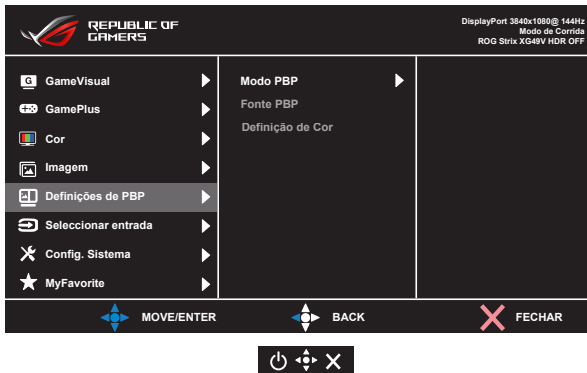 REPUBLIC OF
GAMERS
DisplayPort 3840x1080@ 144Hz
Modo de Corrida
ROG Strix XG49V HDR OFF
G GameVisual
GamePlus
Cor
Imagem
Definições de PBP
Seleccionar entrada
Config. Sistema
MyFavorite
Modo PBP
Fonte PBP
Definição de Cor
MOVE/ENTER
BACK
FECHAR